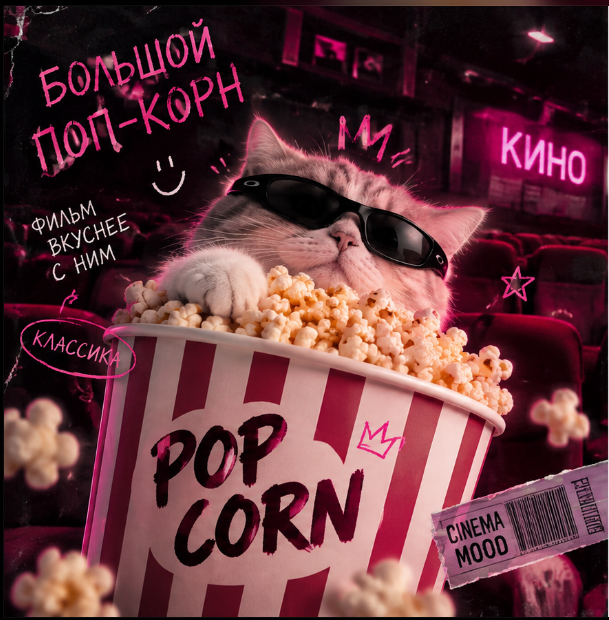 БОЛЬШОЙ
ПОП-КОРН
КИНО
ФИЛЬМ
ВКУСНЕЕ
С НИМ
КЛАССИКА
POP
CORN
CINEMA
MOOD